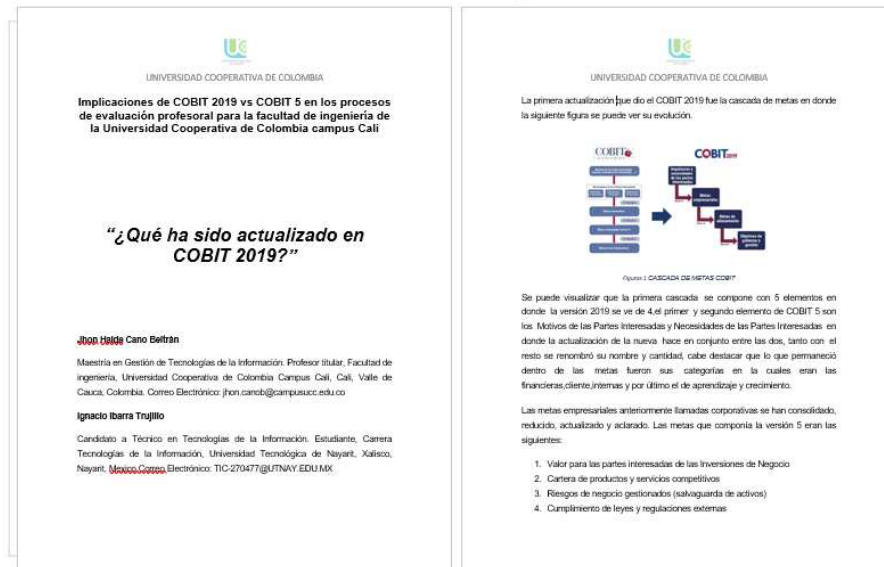 UNIVERSIDAD COOPERATIVA DE COLOMBIA
Implicaciones de COBIT 2019 vs COBIT 5 en los procesos
de evaluación profesoral para la facultad de ingeniería de
la Universidad Cooperativa de Colombia campus Cali
“¿Qué ha sido actualizado en
COBIT 2019?”
Jhon Haide Cano Beltrán
Maestría en Gestión de Tecnologías de la Información. Profesor titular, Facultad de
ingeniería, Universidad Cooperativa de Colombia Campus Cali, Cali, Valle de
Cauca, Colombia. Correo Electrónico: jhon.canob@campusucc.edu.co
Ignacio Ibarra Trujillo
Candidato a Técnico en Tecnologías de la Información. Estudiante, Carrera
Tecnologías de la Información, Universidad Tecnológica de Nayarit, Xalisco,
Nayarit, Mexico.Correo Electrónico: TIC-270477@UTNAY.EDU.MX
UNIVERSIDAD COOPERATIVA DE COLOMBIA
La primera actualización que dio el COBIT 2019 fue la cascada de metas en donde
la siguiente figura se puede ver su evolución.
COBIT
COBIT 2019
Metas
empresariales
Metas de
alineamiento
Objetivos de
gobierno y
gestión
Figuras 1 CASCADA DE METAS COBIT
Se puede visualizar que la primera cascada se compone con 5 elementos en
donde la versión 2019 se ve de 4,el primer y segundo elemento de COBIT 5 son
los Motivos de las Partes Interesadas y Necesidades de las Partes Interesadas en
donde la actualización de la nueva hace en conjunto entre las dos, tanto con el
resto se renombró su nombre y cantidad, cabe destacar que lo que permaneció
dentro de las metas fueron sus categorías en la cuales eran las
financieras,cliente,internas y por último el de aprendizaje y crecimiento.
Las metas empresariales anteriormente llamadas corporativas se han consolidado,
reducido, actualizado y aclarado. Las metas que componía la versión 5 eran las
siguientes:
1. Valor para las partes interesadas de las Inversiones de Negocio
2. Cartera de productos y servicios competitivos
3. Riesgos de negocio gestionados (salvaguarda de activos)
4. Cumplimiento de leyes y regulaciones externas